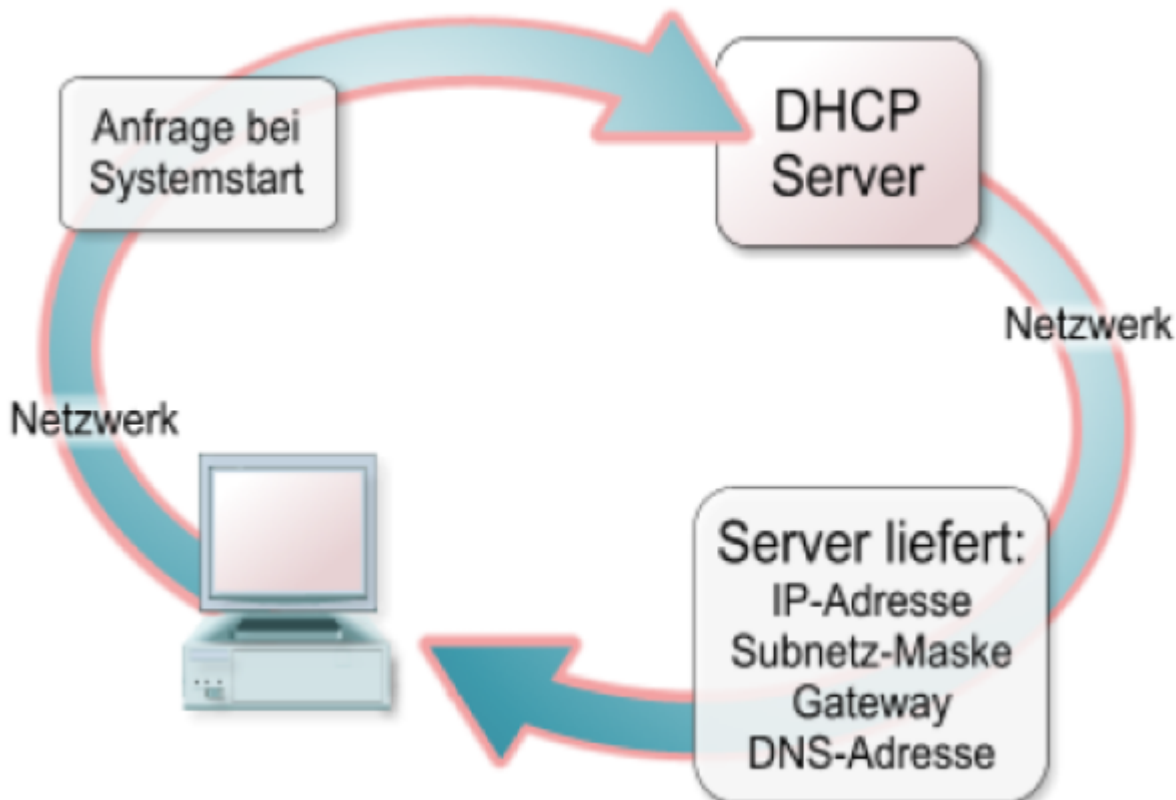 Anfrage bei
Systemstart
DHCP
Server
Netzwerk
Netzwerk
Server liefert:
IP-Adresse
Subnetz-Maske
Gateway
DNS-Adresse